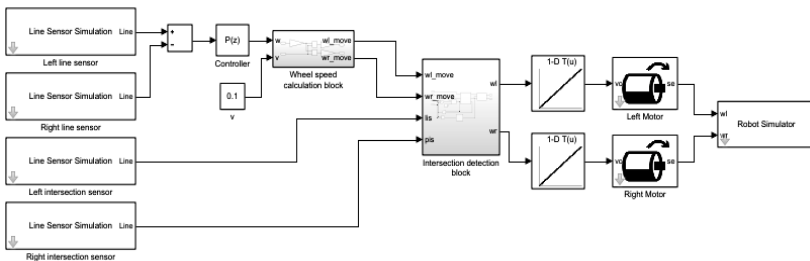 Line Sensor Simulation Line
Left line sensor
+
−
P(z)
Controller
w
v
wl_move
wr_move
Wheel speed
calculation block
0.1
v
Line Sensor Simulation Line
Right line sensor
Line Sensor Simulation Line
Left intersection sensor
Line Sensor Simulation Line
Right intersection sensor
wl_move
wr_move
lis
pis
wl
wr
Intersection detection
block
1-D T(u)
vo
se
Left Motor
1-D T(u)
vo
se
Right Motor
wl
wr
Robot Simulator